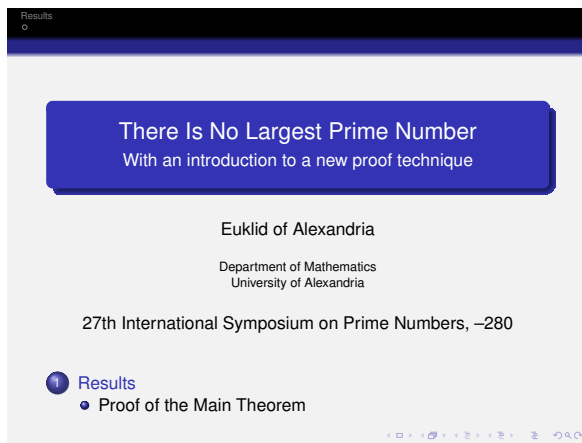 Results
There Is No Largest Prime Number
With an introduction to a new proof technique
Euklid of Alexandria
Department of Mathematics
University of Alexandria
27th International Symposium on Prime Numbers, –280
1 Results
Proof of the Main Theorem